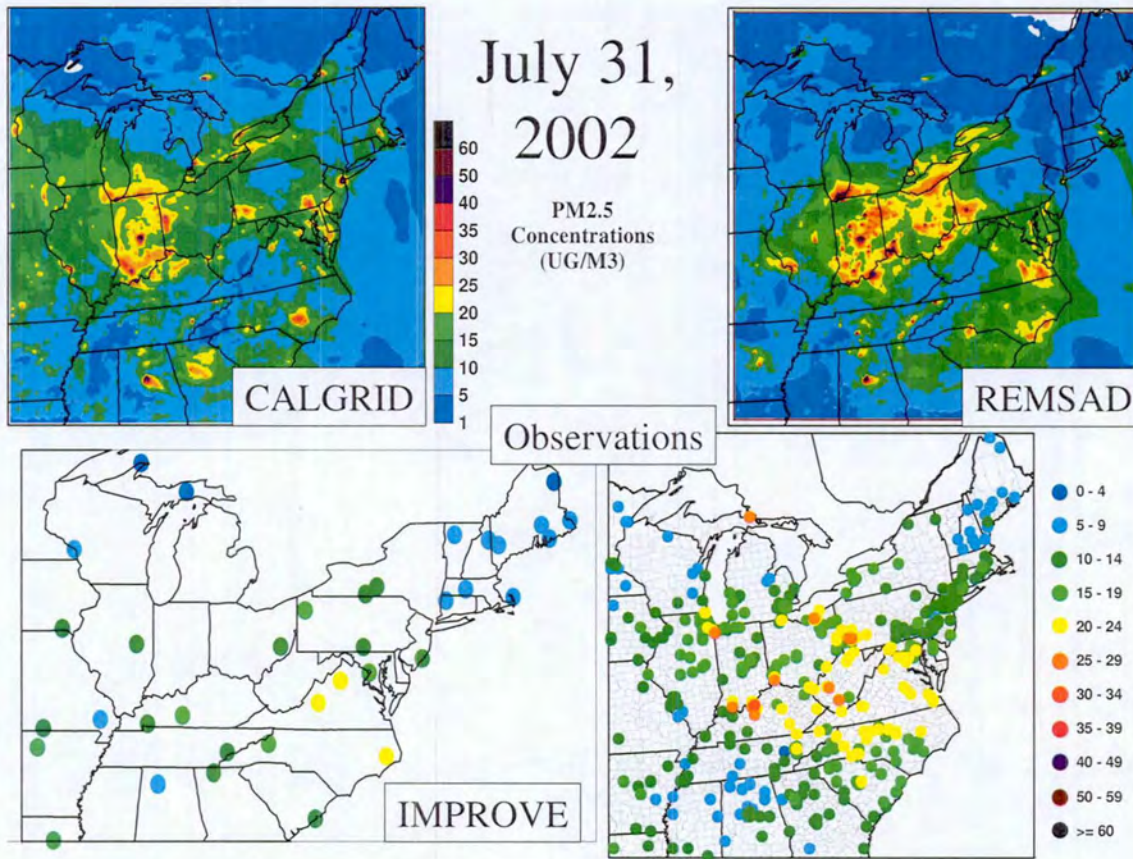 July 31,
2002
PM2.5
Concentrations
(UG/M3)
60
50
40
35
30
25
20
15
10
5
1
CALGRID
REMSAD
Observations
IMPROVE
0 - 4
5 - 9
10 - 14
15 - 19
20 - 24
25 - 29
30 - 34
35 - 39
40 - 49
50 - 59
>= 60